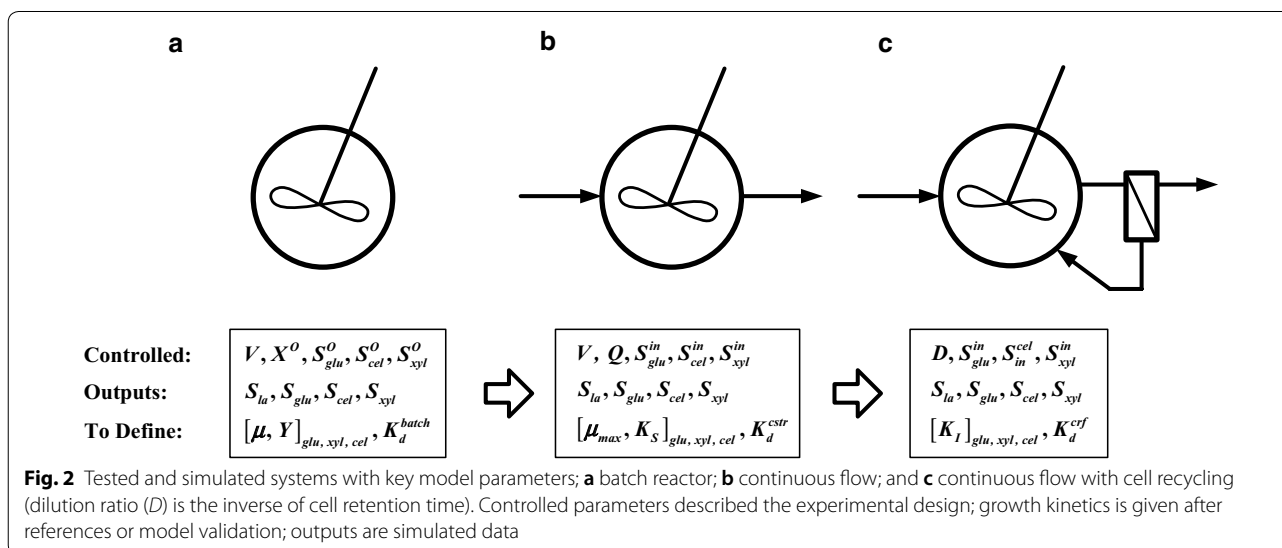 a b c
Controlled: V, X^O, S^O_glu, S^O_cel, S^O_xyl V, Q, S^in_glu, S^in_cel, S^in_xyl D, S^in_glu, S^cel_in, S^in_xyl
Outputs: S_la, S_glu, S_cel, S_xyl S_la, S_glu, S_cel, S_xyl S_la, S_glu, S_cel, S_xyl
To Define: [μ, Y]_glu, xyl, cel, K^batch_d [μ_max, K_S]_glu, xyl, cel, K^cstr_d [K_I]_glu, xyl, cel, K^crf_d
Fig. 2 Tested and simulated systems with key model parameters; a batch reactor; b continuous flow; and c continuous flow with cell recycling
(dilution ratio (D) is the inverse of cell retention time). Controlled parameters described the experimental design; growth kinetics is given after
references or model validation; outputs are simulated data